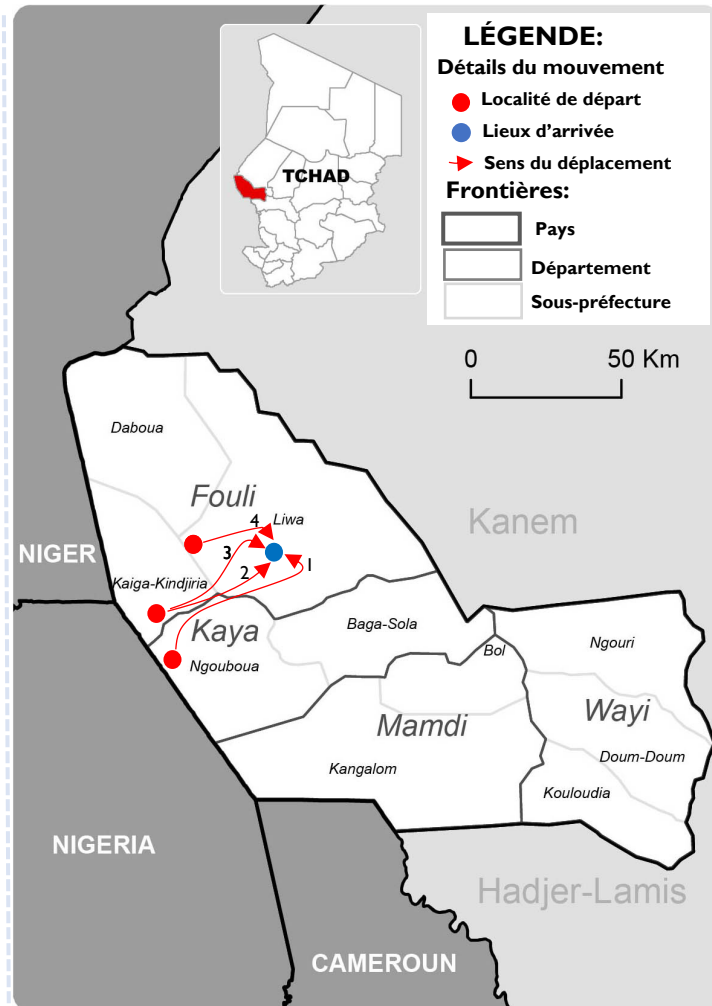 LÉGENDE:
Détails du mouvement
Localité de départ
Lieux d'arrivée
Sens du déplacement
Frontières:
Pays
Département
Sous-préfecture
TCHAD
0 50 Km
Daboua
Fouli
4 Liwa
Kanem
3
1
NIGER
2
Kaiga-Kindjiria
Kaya
Baga-Sola
Ngouboua
Bol
Ngouri
Mamdi
Wayi
Doum-Doum
Kangalom
Kouloudia
NIGERIA
Hadjer-Lamis
CAMEROUN